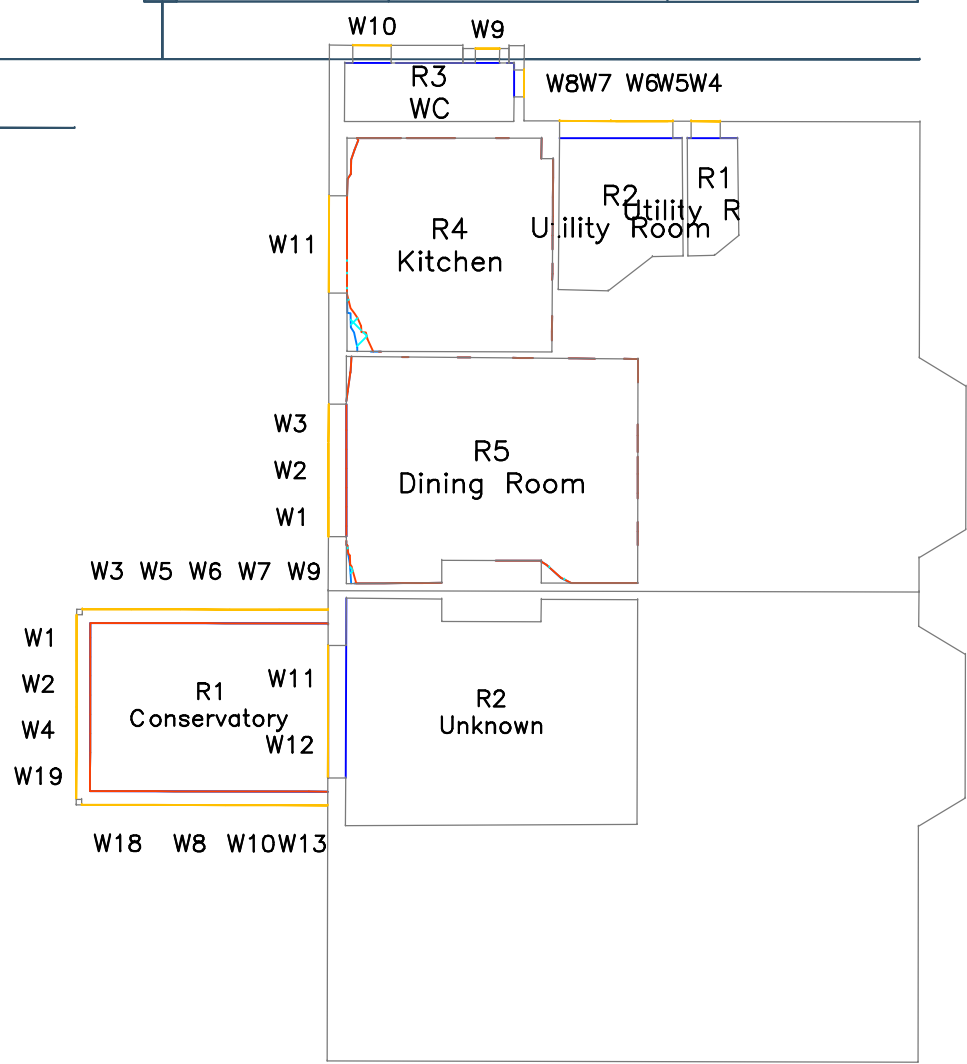 W10 W9
R3
WC
W8W7 W6W5W4
R1
Utility R
R2
Utility Room
R4
Kitchen
W11
W3
W2
W1
R5
Dining Room
W3 W5 W6 W7 W9
W1
W2
W4
W19
R1
Conservatory
W11
W12
R2
Unknown
W18 W8 W10W13